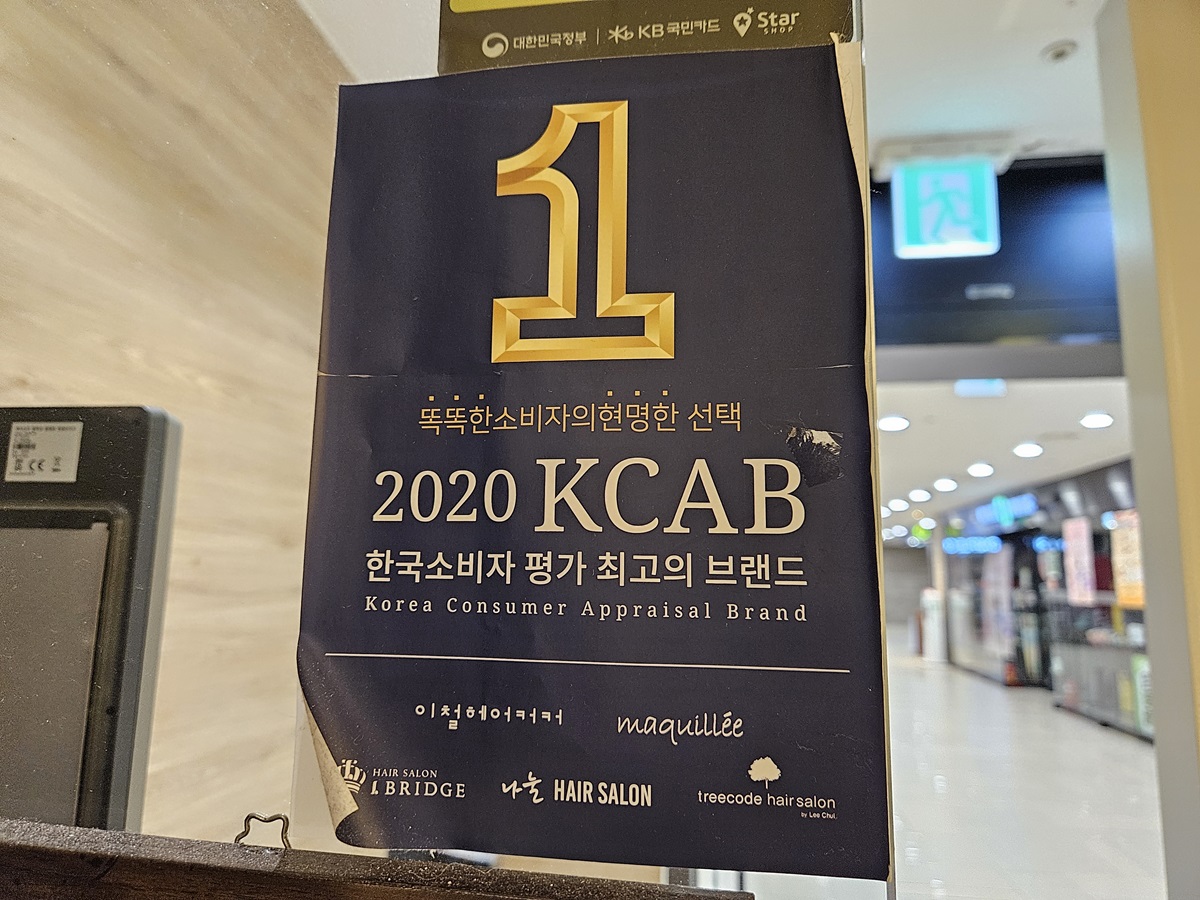 대한민국정부 | KB국민카드 Star SHOP
1
똑똑한소비자의현명한 선택
2020 KCAB
한국소비자 평가 최고의 브랜드
Korea Consumer Appraisal Brand
이철헤어커커 maquillée
HAIR SALON
BRIDGE
나눌 HAIR SALON
treecode hairsalon
by Lee Chul.